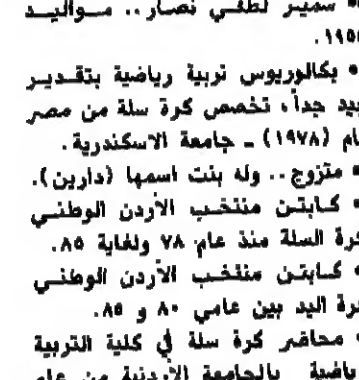 • سمير لطفي نصار .. مواليد
١٩٥٥.
• بكالوريوس تربية رياضية بتقدير
جيد جداً، تخصص كرة سلة من مصر
عام (١٩٧٨) ـ جامعة الاسكندرية.
• متزوج .. وله بنت اسمها (دارين).
• كابتن منتخب الأردن الوطني
كرة السلة منذ عام ٧٨ ولغاية ٨٥.
• كابتن منتخب الأردن الوطني
كرة اليد بين عامي ٨٠ و ٨٥.
• محاضر كرة سلة في كلية التربية
رياضية بالجامعة الأردنية من عام